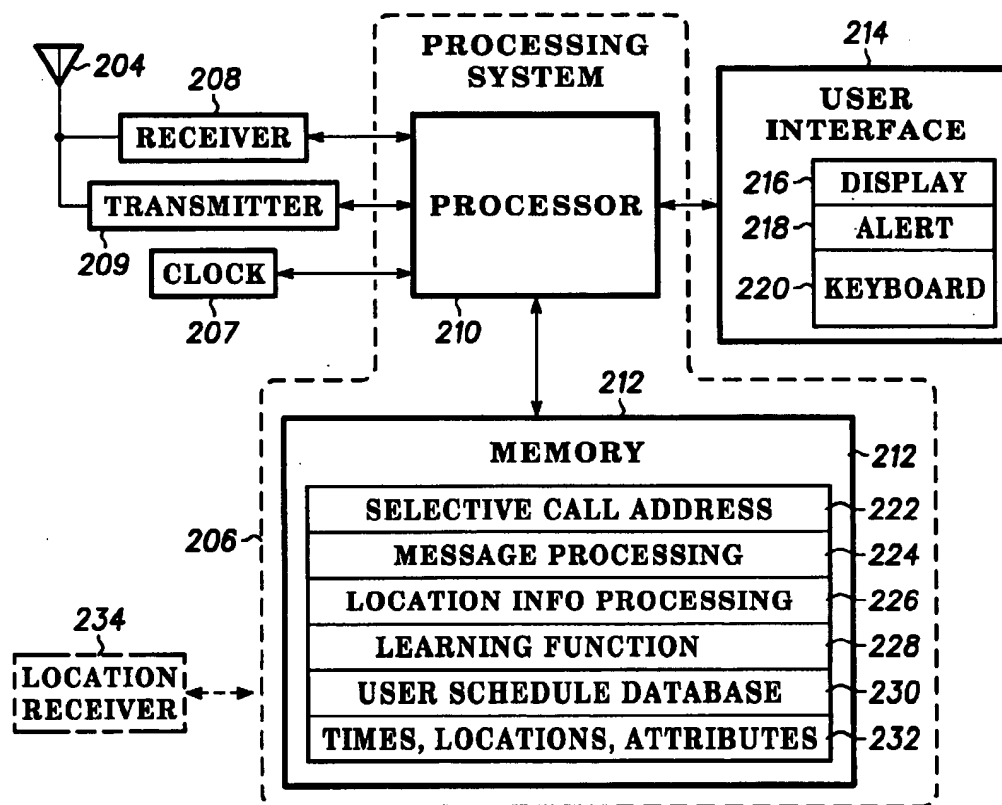 204
208
RECEIVER
TRANSMITTER
209
CLOCK
207
PROCESSING
SYSTEM
PROCESSOR
210
214
USER
INTERFACE
216
DISPLAY
218
ALERT
220
KEYBOARD
212
MEMORY
212
206
SELECTIVE CALL ADDRESS
222
MESSAGE PROCESSING
224
LOCATION INFO PROCESSING
226
LEARNING FUNCTION
228
USER SCHEDULE DATABASE
230
TIMES, LOCATIONS, ATTRIBUTES
232
234
LOCATION
RECEIVER